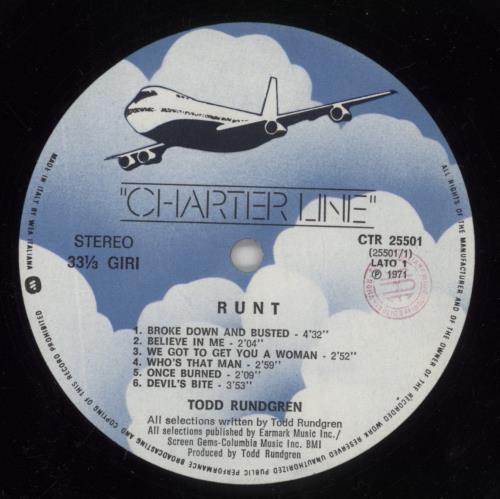 "CHARTER LINE"
STEREO
33⅓ GIRI
CTR 25501
(25501/1)
LATO 1
℗ 1971
RUNT
1. BROKE DOWN AND BUSTED - 4'32''
2. BELIEVE IN ME - 2'04''
3. WE GOT TO GET YOU A WOMAN - 2'52''
4. WHO'S THAT MAN - 2'59''
5. ONCE BURNED - 2'09''
6. DEVIL'S BITE - 3'53''
TODD RUNDGREN
All selections written by Todd Rundgren
All selections published by Earmark Music Inc./
Screen Gems-Columbia Music Inc. BMI
Produced by Todd Rundgren
MADE IN ITALY BY WEA ITALIANA
ALL RIGHTS OF THE MANUFACTURER AND OF THE OWNER OF THE RECORDED WORK RESERVED UNAUTHORIZED PUBLIC PERFORMANCE BROADCASTING AND COPYING OF THIS RECORD PROHIBITED